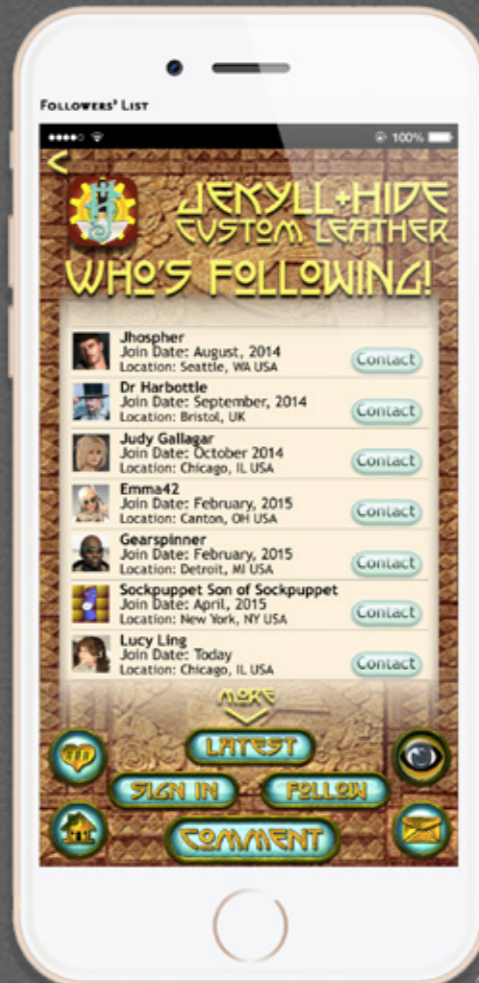 Followers' List
100%
<
JEKYLL+HIDE
CUSTOM LEATHER
WHO'S FOLLOWING!
Jhospher
Join Date: August, 2014
Location: Seattle, WA USA
Contact
Dr Harbottle
Join Date: September, 2014
Location: Bristol, UK
Contact
Judy Gallagar
Join Date: October 2014
Location: Chicago, IL USA
Contact
Emma42
Join Date: February, 2015
Location: Canton, OH USA
Contact
Gearspinner
Join Date: February, 2015
Location: Detroit, MI USA
Contact
Sockpuppet Son of Sockpuppet
Join Date: April, 2015
Location: New York, NY USA
Contact
Lucy Ling
Join Date: Today
Location: Chicago, IL USA
Contact
MORE
LATEST
SIGN IN
FOLLOW
COMMENT